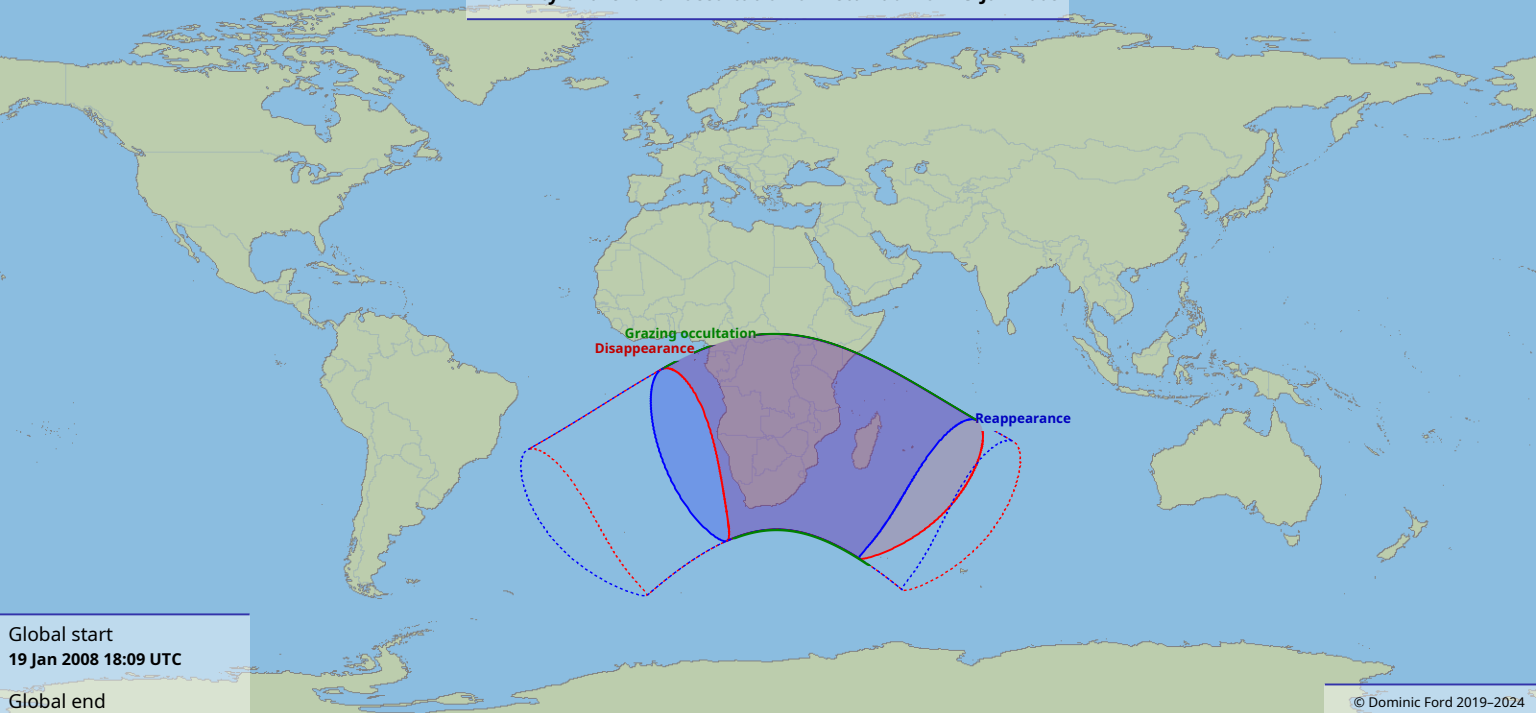 Grazing occultation
Disappearance
Reappearance
Global start
19 Jan 2008 18:09 UTC
Global end
© Dominic Ford 2019–2024